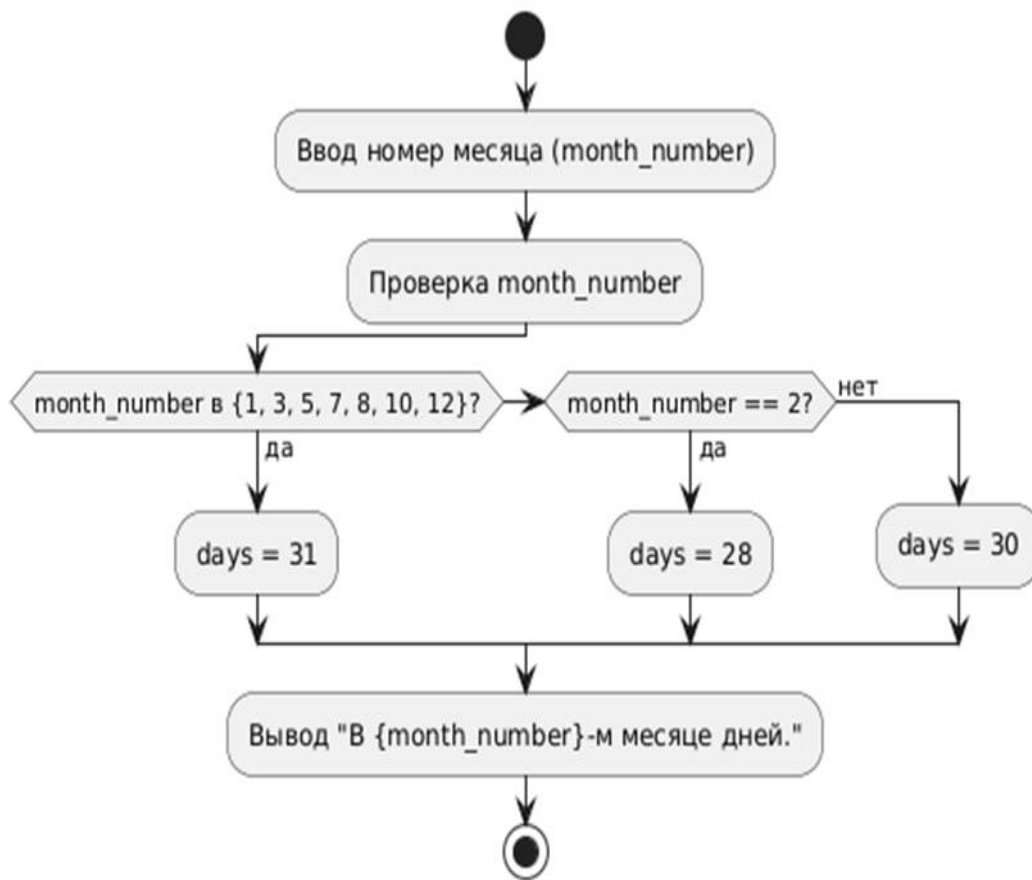 Ввод номер месяца (month_number)
Проверка month_number
month_number в {1, 3, 5, 7, 8, 10, 12}?
month_number == 2?
нет
да
да
days = 31
days = 28
days = 30
Вывод "В {month_number}-м месяце дней."